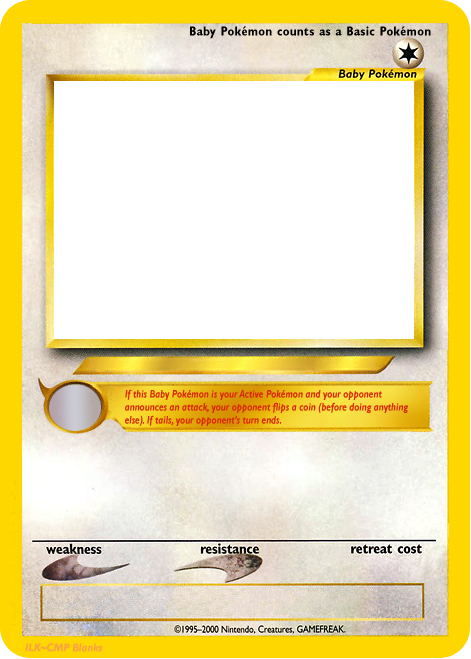 Baby Pokémon counts as a Basic Pokémon
Baby Pokémon
If this Baby Pokémon is your Active Pokémon and your opponent
announces an attack, your opponent flips a coin (before doing anything
else). If tails, your opponent's turn ends.
weakness resistance retreat cost
©1995–2000 Nintendo, Creatures, GAMEFREAK.
ILK~CMP Blanks